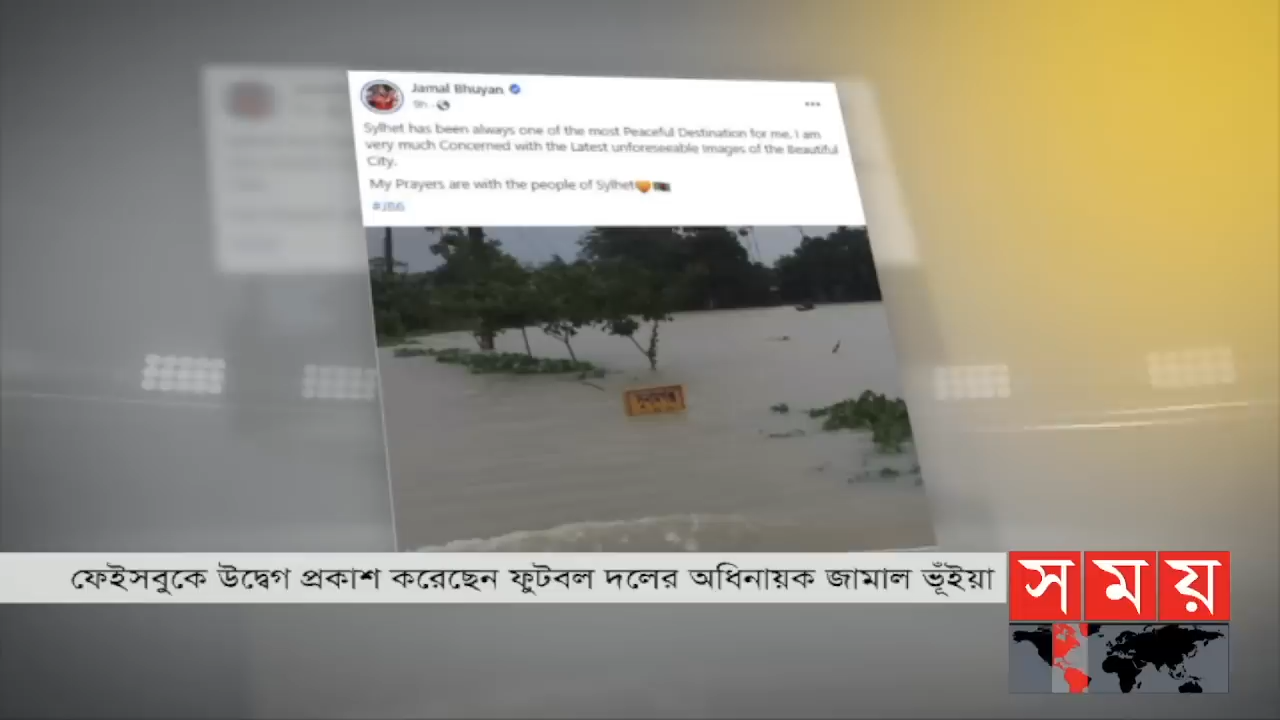 Jamal Bhuyan
9h
Sylhet has been always one of the most Peaceful Destination for me. I am
very much Concerned with the Latest unforeseeable Images of the Beautiful
City.
My Prayers are with the people of Sylhet
#JB6
সুনামগঞ্জ
ফেইসবুকে উদ্বেগ প্রকাশ করেছেন ফুটবল দলের অধিনায়ক জামাল ভূঁইয়া
সময়